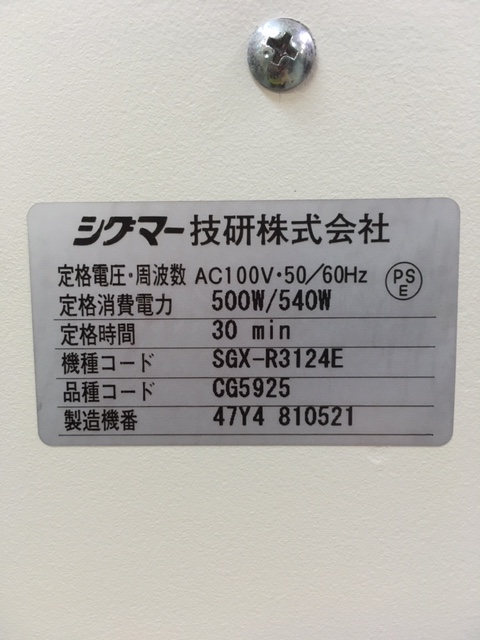 シグマー技研株式会社
定格電圧・周波数 AC100V・50/60Hz
PS
E
定格消費電力 500W/540W
定格時間 30 min
機種コード SGX-R3124E
品種コード CG5925
製造機番 47Y4 810521